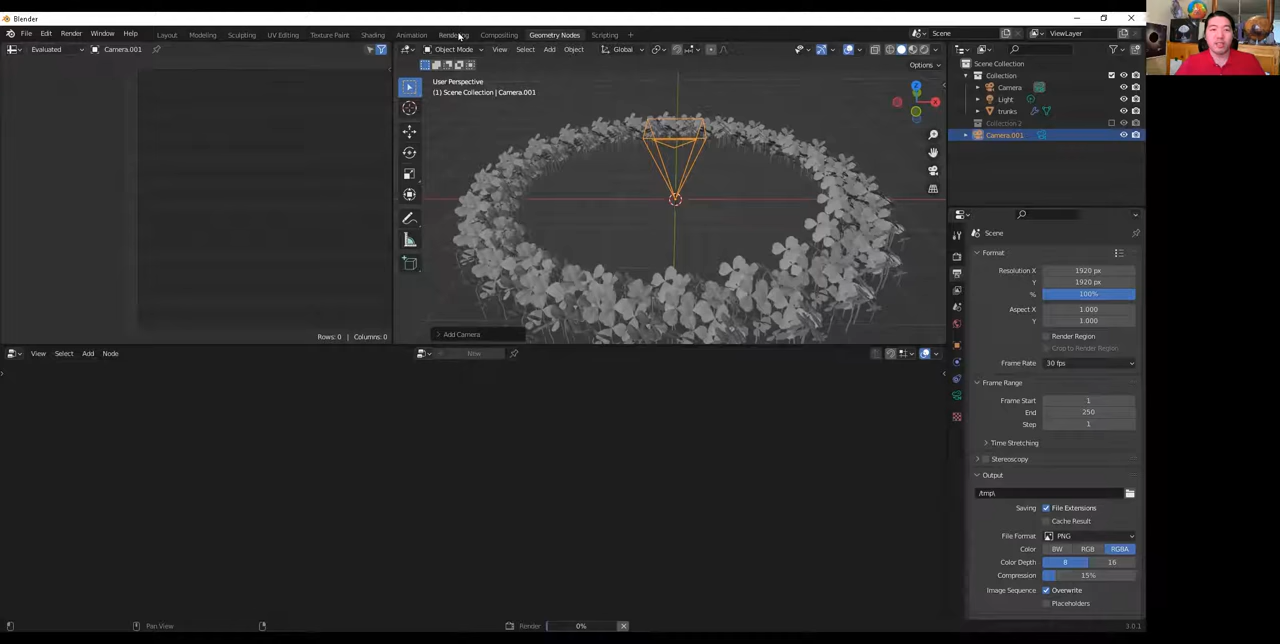 Blender
File Edit Render Window Help
Layout Modeling Sculpting UV Editing Texture Paint Shading Animation Rendering Compositing Geometry Nodes Scripting +
Scene
ViewLayer
Evaluated
Camera.001
Object Mode View Select Add Object
Global
Options
User Perspective
(1) Scene Collection | Camera.001
Add Camera
Rows: 0 | Columns: 0
Scene Collection
Collection
Camera
Light
trunks
Collection 2
Camera.001
Scene
Format
Resolution X 1920 px
Y 1920 px
% 100%
Aspect X 1.000
Y 1.000
Render Region
Crop to Render Region
Frame Rate 30 fps
Frame Range
Frame Start 1
End 250
Step 1
Time Stretching
Stereoscopy
Output
/tmp\
Saving File Extensions
Cache Result
File Format PNG
Color BW RGB RGBA
Color Depth 8 16
Compression 15%
Image Sequence Overwrite
Placeholders
View Select Add Node
New
Pan View
Render 0%
3.0.1